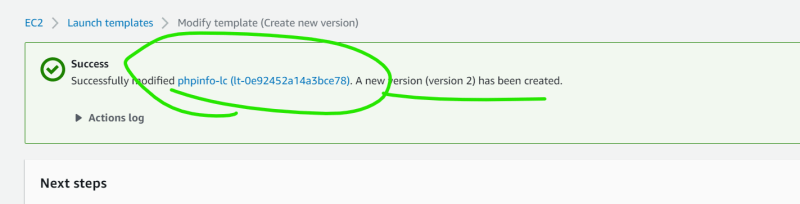 EC2 > Launch templates > Modify template (Create new version)
Success
Successfully modified phpinfo-lc (lt-0e92452a14a3bce78). A new version (version 2) has been created.
Actions log
Next steps